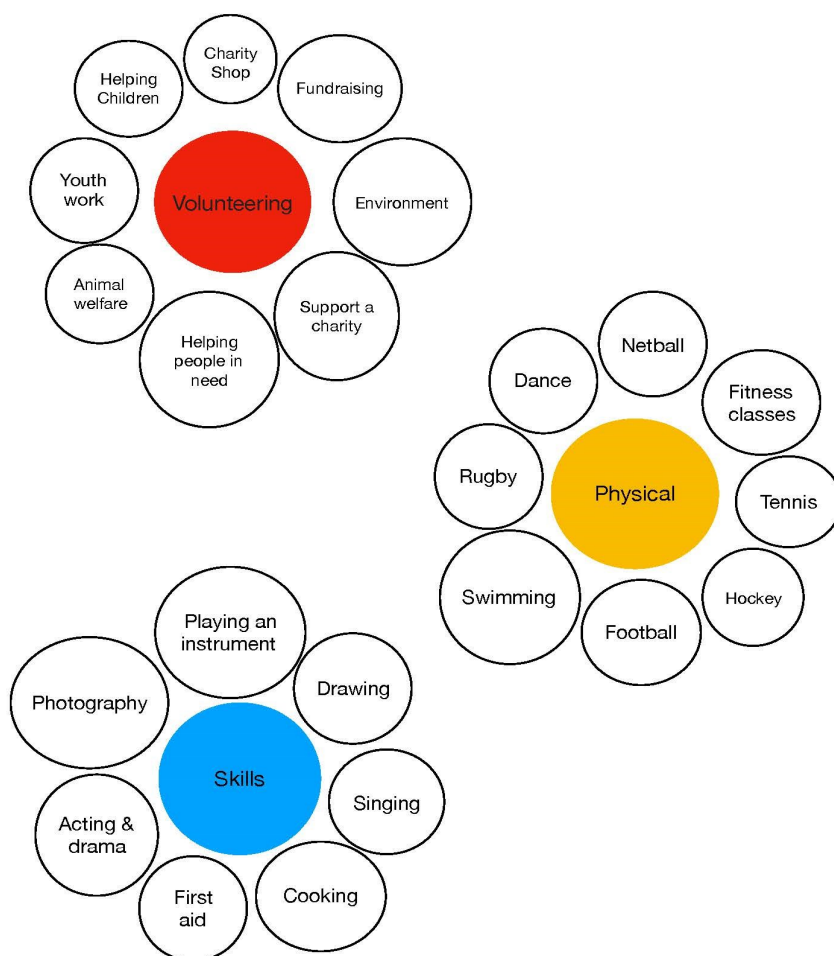 Charity
Shop
Helping
Children
Fundraising
Youth
work
Volunteering
Environment
Animal
welfare
Support a
charity
Helping
people in
need
Netball
Dance
Fitness
classes
Rugby
Physical
Tennis
Swimming
Hockey
Football
Playing an
instrument
Photography
Drawing
Skills
Singing
Acting &
drama
First
aid
Cooking